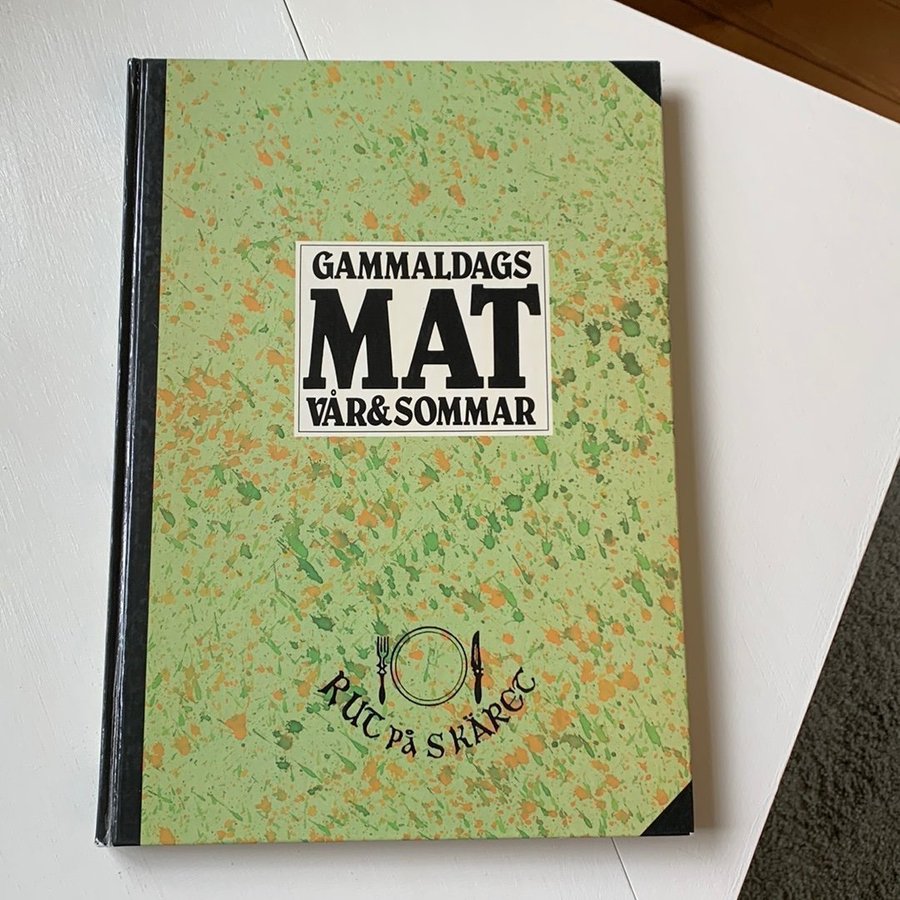 GAMMALDAGS
MAT
VÅR&SOMMAR
RUT på SKÄRET